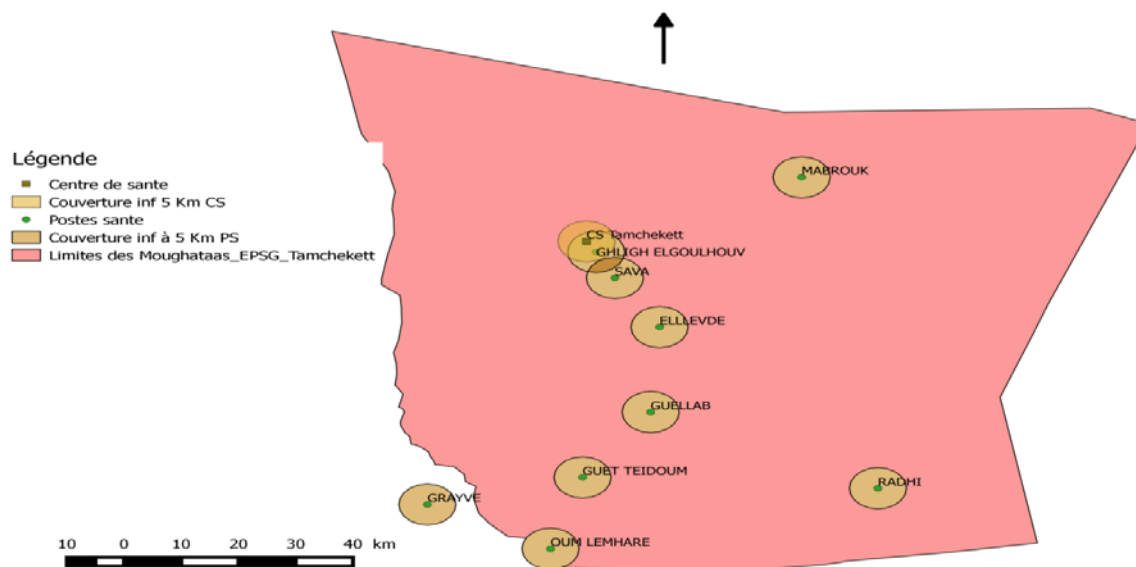 Légende
Centre de sante
Couverture inf 5 Km CS
Postes sante
Couverture inf à 5 Km PS
Limites des Moughataas_EPSG_Tamchekett
MABROUK
CS Tamchekett
GHLIGH ELGOULHOUV
SAVA
ELLLEVDE
GUELLAB
GUET TEIDOUM
RADHI
GRAYVE
OUM LEMHARE
10 0 10 20 30 40 km